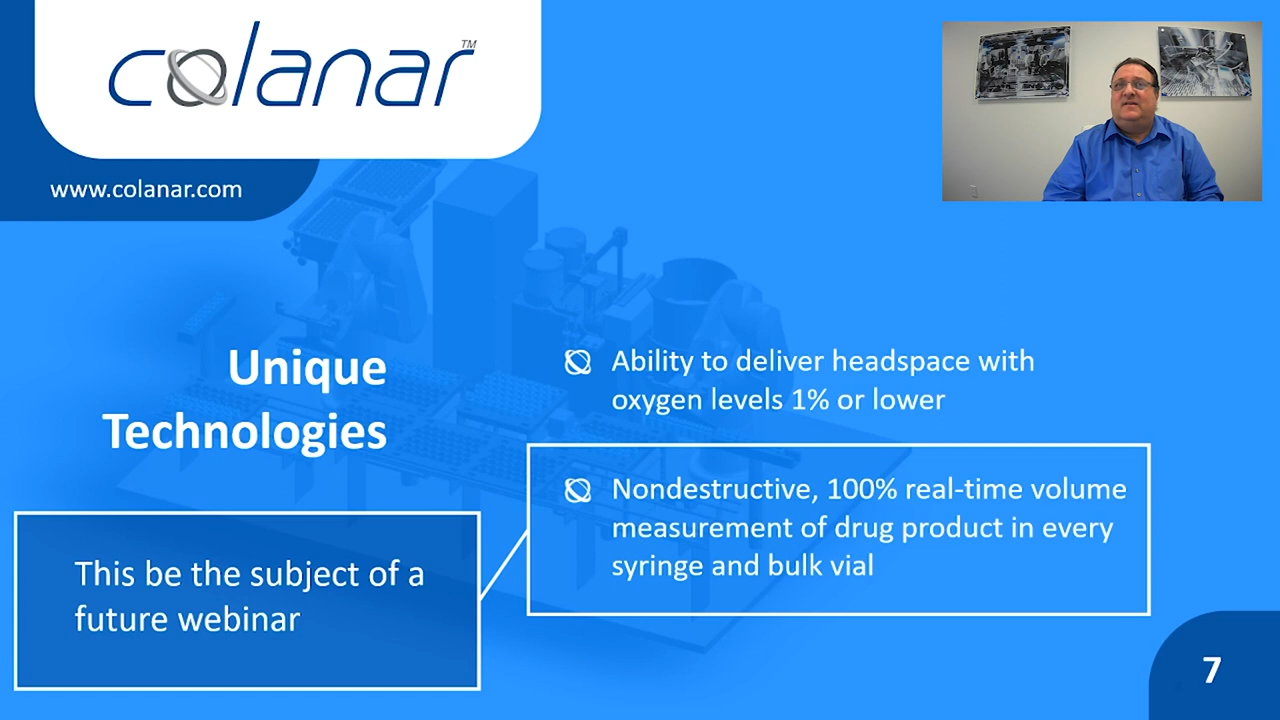 colanar™
www.colanar.com
Unique
Technologies
Ability to deliver headspace with
oxygen levels 1% or lower
Nondestructive, 100% real-time volume
measurement of drug product in every
syringe and bulk vial
This be the subject of a
future webinar
7